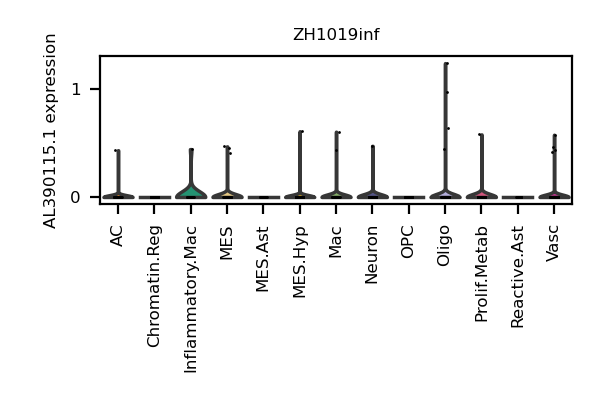 ZH1019inf
AL390115.1 expression
1
0
AC
Chromatin.Reg
Inflammatory.Mac
MES
MES.Ast
MES.Hyp
Mac
Neuron
OPC
Oligo
Prolif.Metab
Reactive.Ast
Vasc